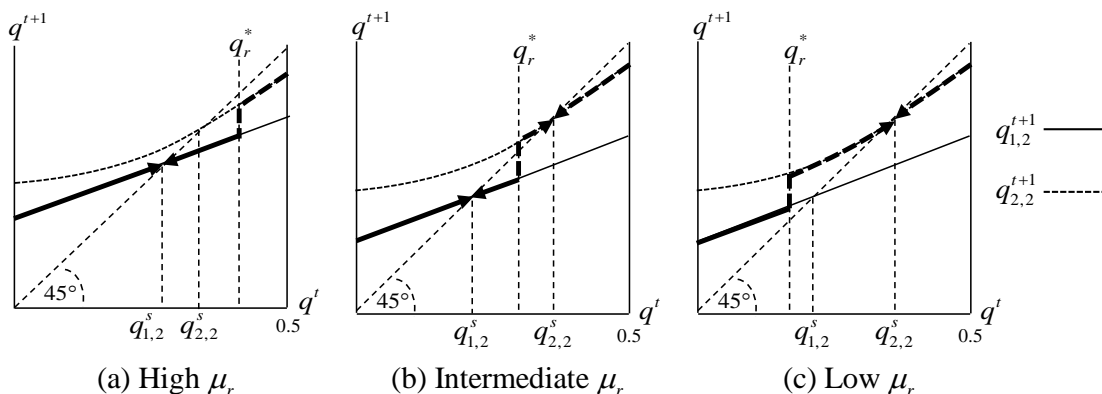 q^{t+1}
q_r^*
45°
q^t
q_{1,2}^s
q_{2,2}^s
0.5
(a) High μ_r
q^{t+1}
q_r^*
45°
q^t
q_{1,2}^s
q_{2,2}^s
0.5
(b) Intermediate μ_r
q^{t+1}
q_r^*
45°
q^t
q_{1,2}^s
q_{2,2}^s
0.5
(c) Low μ_r
q_{1,2}^{t+1}
q_{2,2}^{t+1}